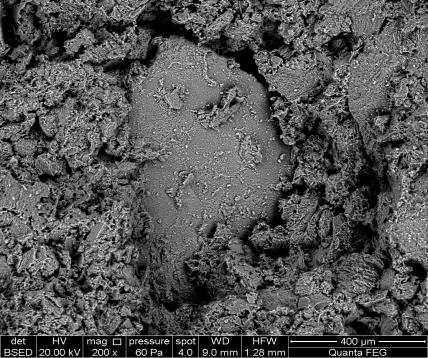 det HV mag □ pressure spot WD HFW 400 µm
BSED 20.00 kV 200 x 60 Pa 4.0 9.0 mm 1.28 mm Quanta FEG